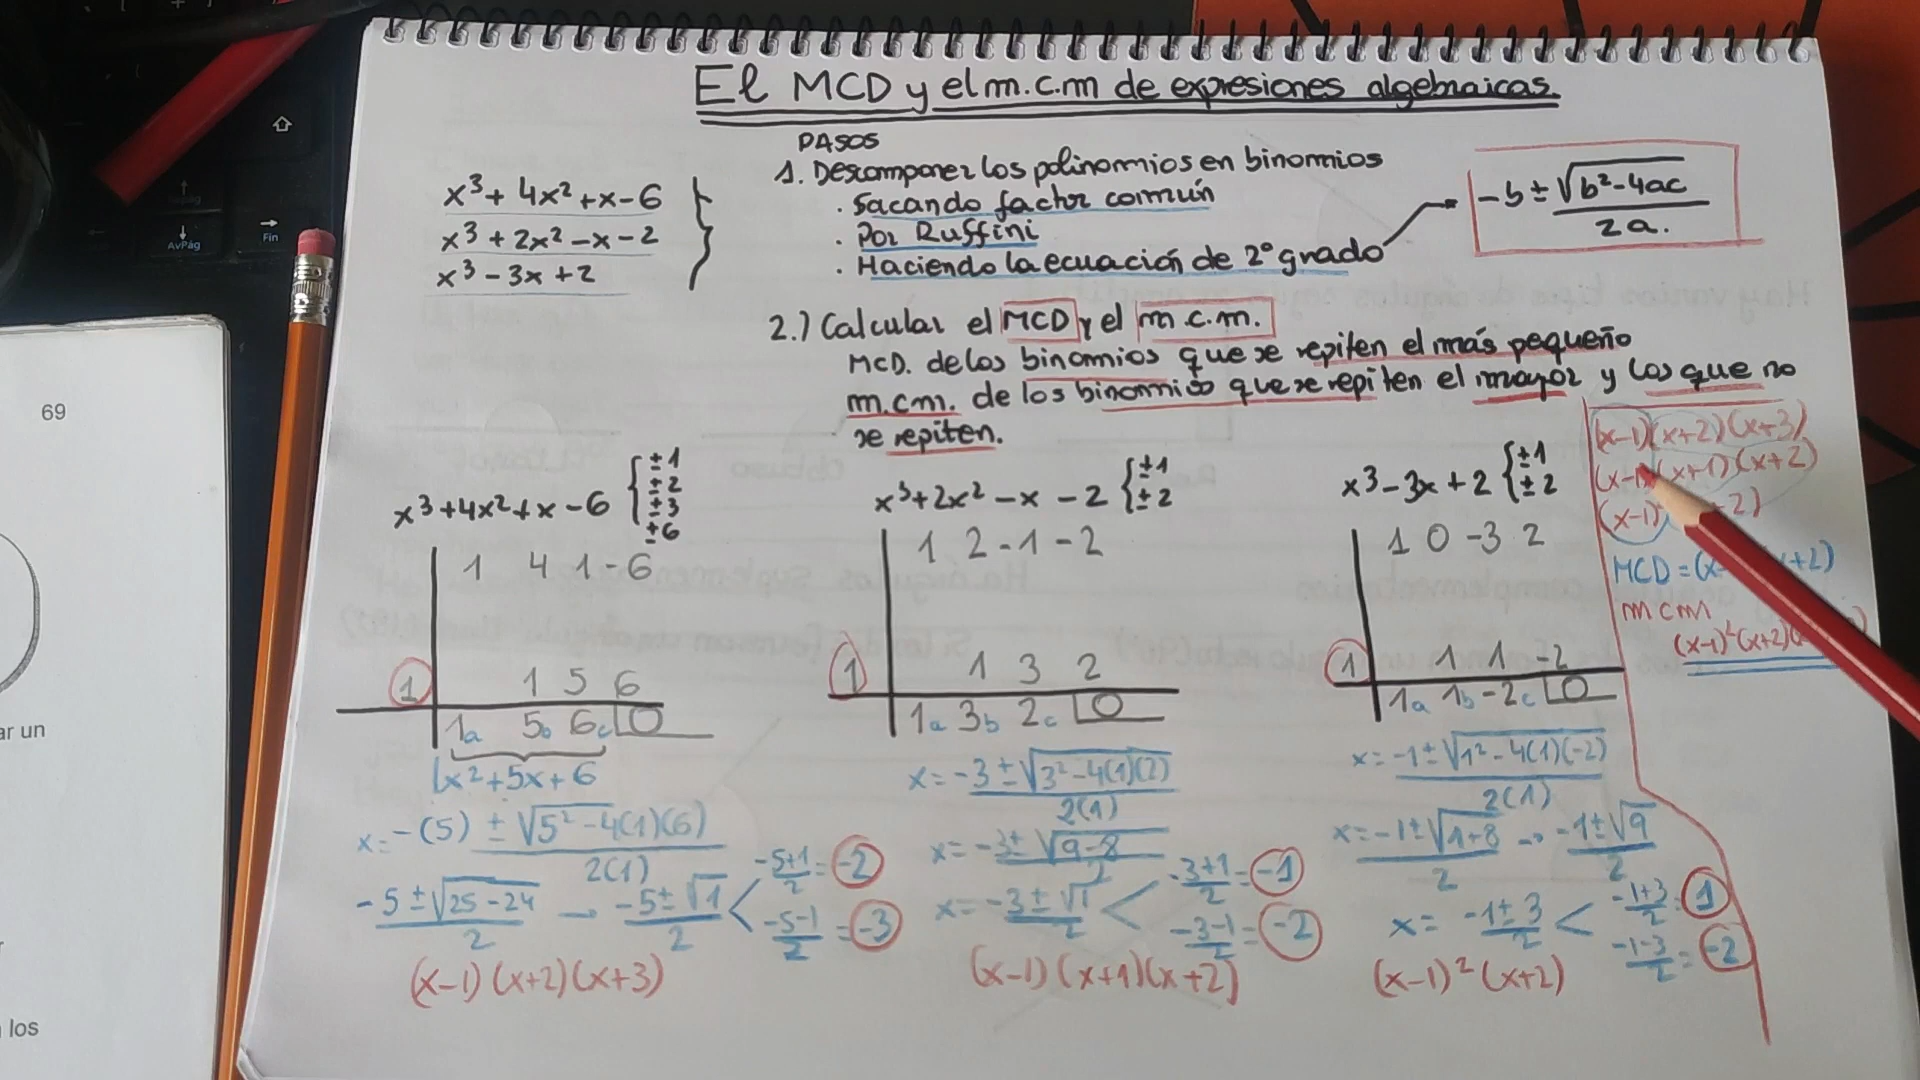 El MCD y el m.c.m de expresiones algebraicas.
x³ + 4x² + x - 6
x³ + 2x² - x - 2
x³ - 3x + 2
PASOS
1. Descomponer los polinomios en binomios
. Sacando factor común
. Por Ruffini
. Haciendo la ecuación de 2º grado
-b ± √b²-4ac
2a.
2.) Calcular el MCD y el m.c.m.
MCD. de los binomios que se repiten el más pequeño
m.c.m. de los binomios que se repiten el mayor y los que no
se repiten.
x³+4x²+x-6 { ±1
±2
±3
±6
1 4 1 -6
1 1 5 6
1a 5b 6c 0
1x²+5x+6
x= -(5) ± √5²-4(1)(6)
2(1)
-5±√25-24
2
→ -5±√1
2
< -5+1
2
= -2
-5-1
2
= -3
(x-1)(x+2)(x+3)
x³+2x²-x-2 { ±1
±2
1 2 -1 -2
1 1 3 2
1a 3b 2c 0
x= -3±√3²-4(1)(2)
2(1)
x= -3±√9-8
2
x= -3±√1
2
< -3+1
2
= -1
-3-1
2
= -2
(x-1)(x+1)(x+2)
x³-3x+2 { ±1
±2
1 0 -3 2
1 1 1 -2
1a 1b -2c 0
x= -1±√1²-4(1)(-2)
2(1)
x= -1±√1+8
2
→ -1±√9
2
x= -1±3
2
< -1+3
2
= 1
-1-3
2
= -2
(x-1)²(x+2)
(x-1)(x+2)(x+3)
(x-1)(x+1)(x+2)
(x-1) 2)
MCD = (x- x+2)
m c m
(x-1)²(x+2)(
69
ar un
los
AvPág
Fin